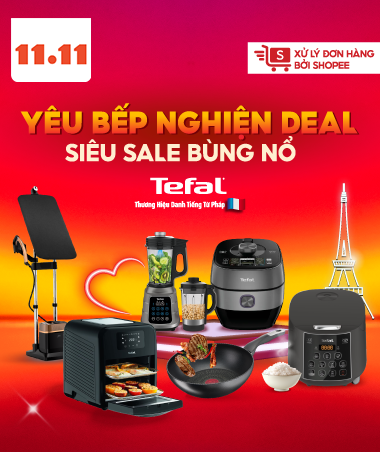 11.11
XỬ LÝ ĐƠN HÀNG
BỞI SHOPEE
YÊU BẾP NGHIỆN DEAL
SIÊU SALE BÙNG NỔ
Tefal
Thương Hiệu Danh Tiếng Từ Pháp
Tefal